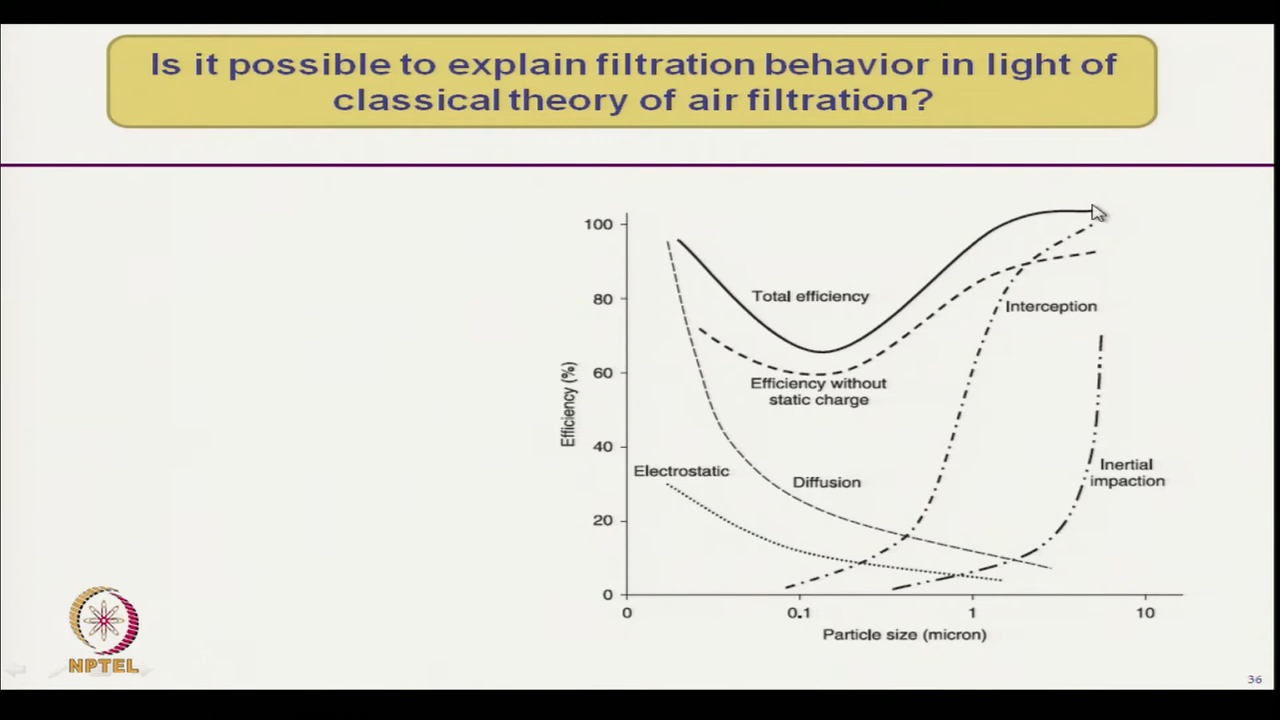 Is it possible to explain filtration behavior in light of
classical theory of air filtration?
100
80
60
40
20
0
Efficiency (%)
Total efficiency
Interception
Efficiency without
static charge
Electrostatic
Diffusion
Inertial
impaction
0
0.1
1
10
Particle size (micron)
NPTEL
36